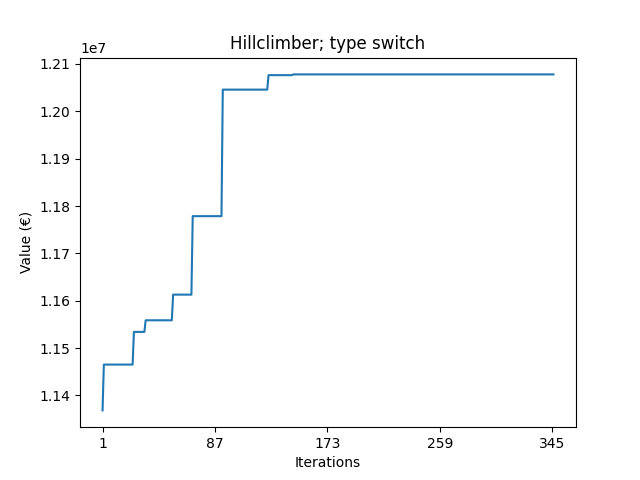 Hillclimber; type switch
1e7
1.21
1.20
1.19
1.18
1.17
1.16
1.15
1.14
Value (€)
1 87 173 259 345
Iterations